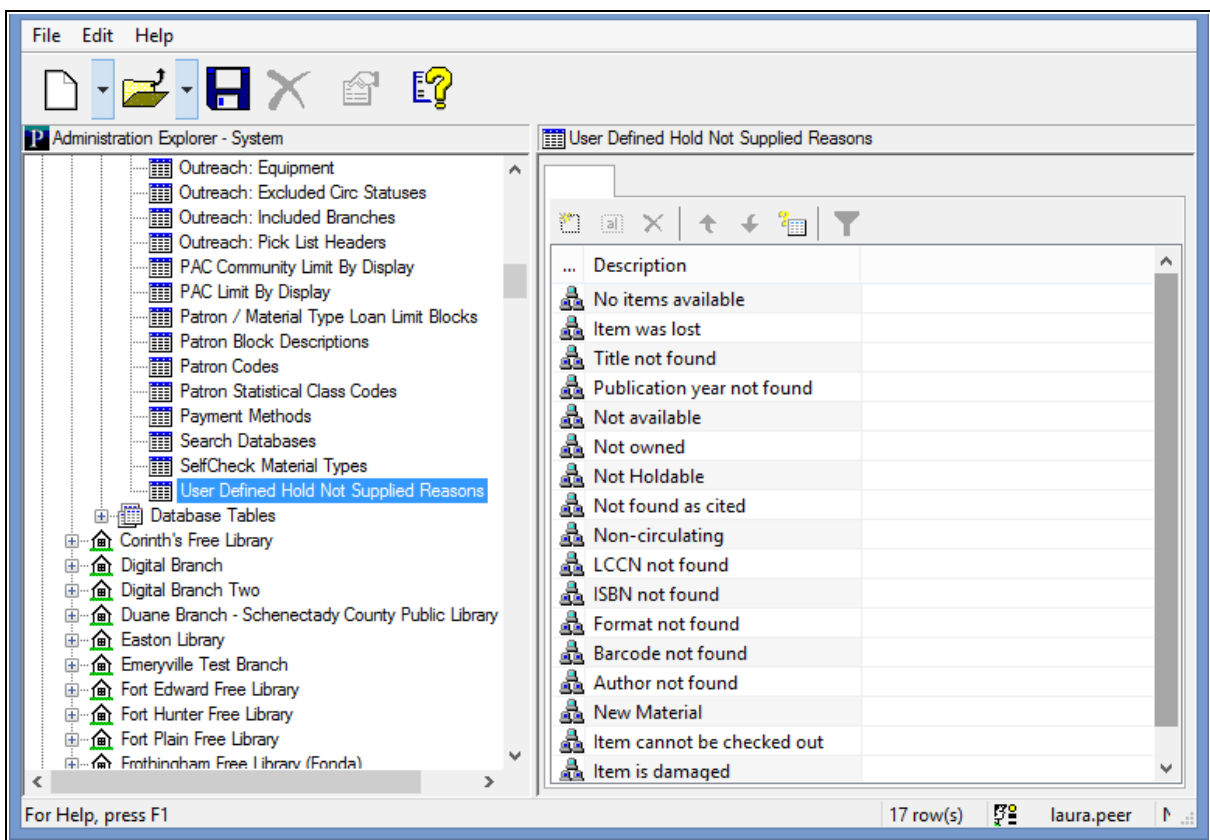 File Edit Help
Administration Explorer - System
Outreach: Equipment
Outreach: Excluded Circ Statuses
Outreach: Included Branches
Outreach: Pick List Headers
PAC Community Limit By Display
PAC Limit By Display
Patron / Material Type Loan Limit Blocks
Patron Block Descriptions
Patron Codes
Patron Statistical Class Codes
Payment Methods
Search Databases
SelfCheck Material Types
User Defined Hold Not Supplied Reasons
Database Tables
Corinth's Free Library
Digital Branch
Digital Branch Two
Duane Branch - Schenectady County Public Library
Easton Library
Emeryville Test Branch
Fort Edward Free Library
Fort Hunter Free Library
Fort Plain Free Library
Frothingham Free Library (Fonda)
User Defined Hold Not Supplied Reasons
... Description
No items available
Item was lost
Title not found
Publication year not found
Not available
Not owned
Not Holdable
Not found as cited
Non-circulating
LCCN not found
ISBN not found
Format not found
Barcode not found
Author not found
New Material
Item cannot be checked out
Item is damaged
For Help, press F1 17 row(s) laura.peer